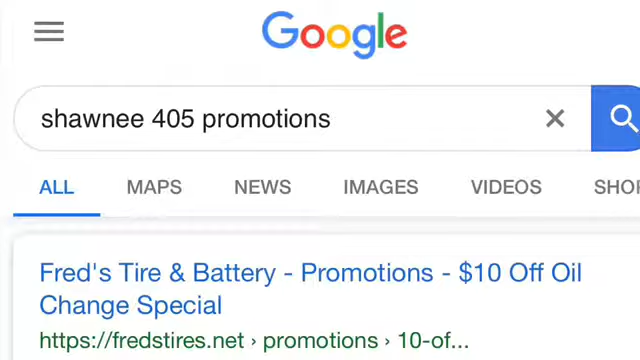 Google
shawnee 405 promotions
ALL MAPS NEWS IMAGES VIDEOS SHOP
Fred's Tire & Battery - Promotions - $10 Off Oil
Change Special
https://fredstires.net › promotions › 10-of...